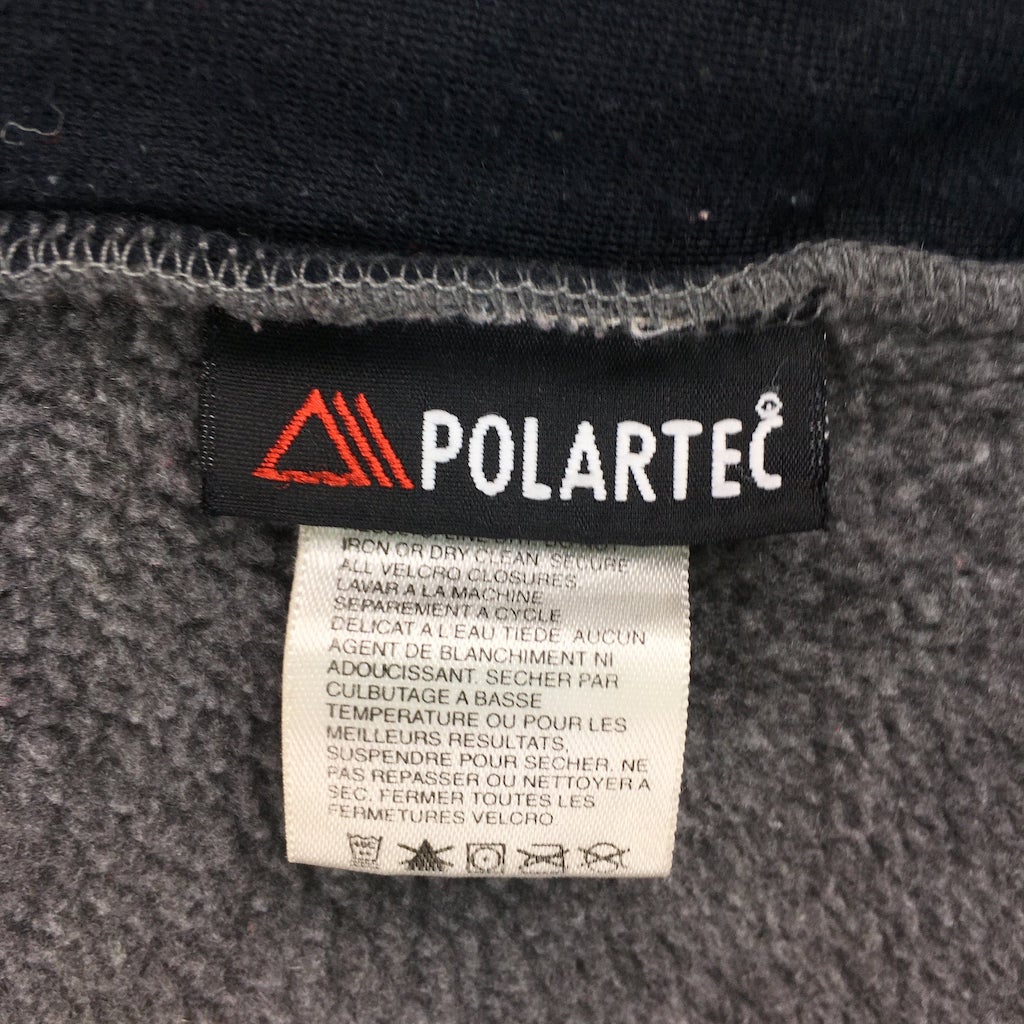 POLARTEC
IRON OR DRY CLEAN. SECURE
ALL VELCRO CLOSURES.
LAVAR A LA MACHINE
SEPAREMENT A CYCLE
DELICAT A L'EAU TIEDE. AUCUN
AGENT DE BLANCHIMENT NI
ADOUCISSANT. SECHER PAR
CULBUTAGE A BASSE
TEMPERATURE OU POUR LES
MEILLEURS RESULTATS,
SUSPENDRE POUR SECHER. NE
PAS REPASSER OU NETTOYER A
SEC. FERMER TOUTES LES
FERMETURES VELCRO